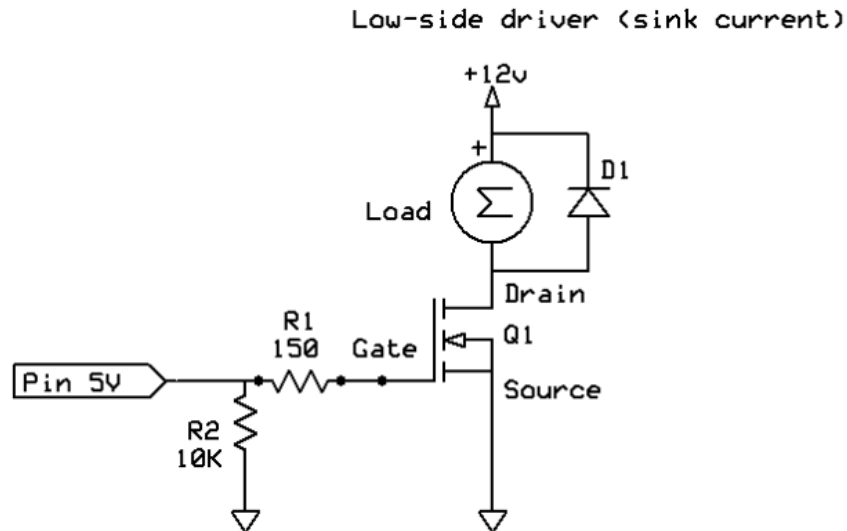 Low-side driver (sink current)
+12v
+
D1
Load
Σ
Drain
R1
150
Gate
Q1
Pin 5V
Source
R2
10K